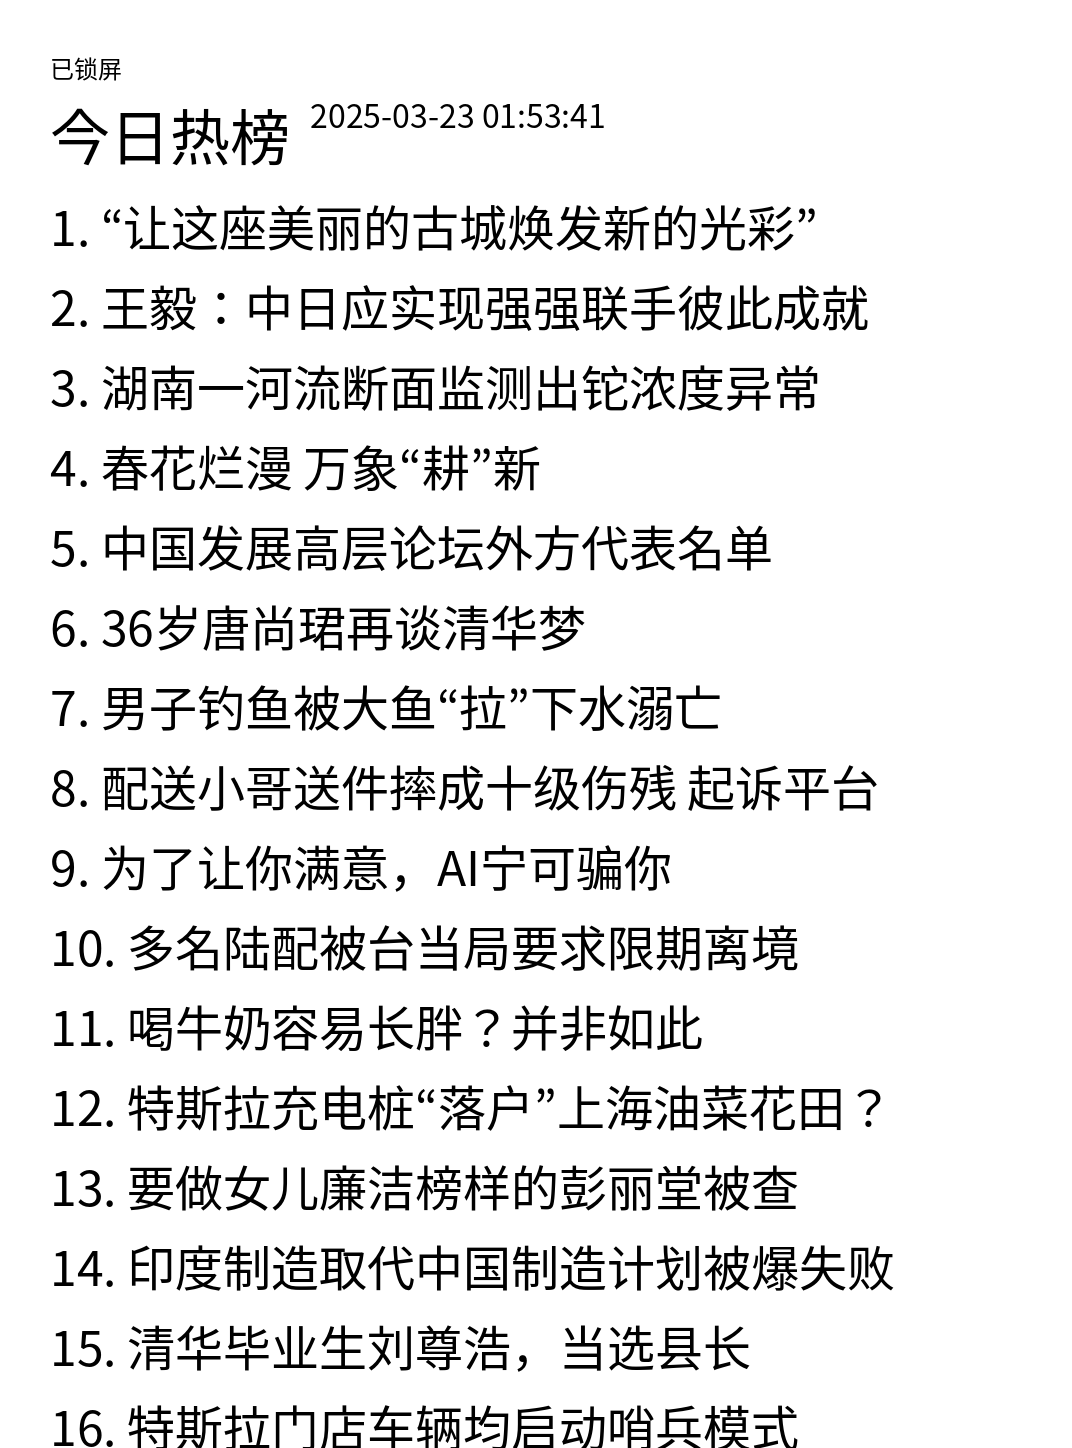 已锁屏
今日热榜 2025-03-23 01:53:41
1. “让这座美丽的古城焕发新的光彩”
2. 王毅：中日应实现强强联手彼此成就
3. 湖南一河流断面监测出铊浓度异常
4. 春花烂漫 万象“耕”新
5. 中国发展高层论坛外方代表名单
6. 36岁唐尚珺再谈清华梦
7. 男子钓鱼被大鱼“拉”下水溺亡
8. 配送小哥送件摔成十级伤残 起诉平台
9. 为了让你满意，AI宁可骗你
10. 多名陆配被台当局要求限期离境
11. 喝牛奶容易长胖？并非如此
12. 特斯拉充电桩“落户”上海油菜花田？
13. 要做女儿廉洁榜样的彭丽堂被查
14. 印度制造取代中国制造计划被爆失败
15. 清华毕业生刘尊浩，当选县长
16. 特斯拉门店车辆均启动哨兵模式